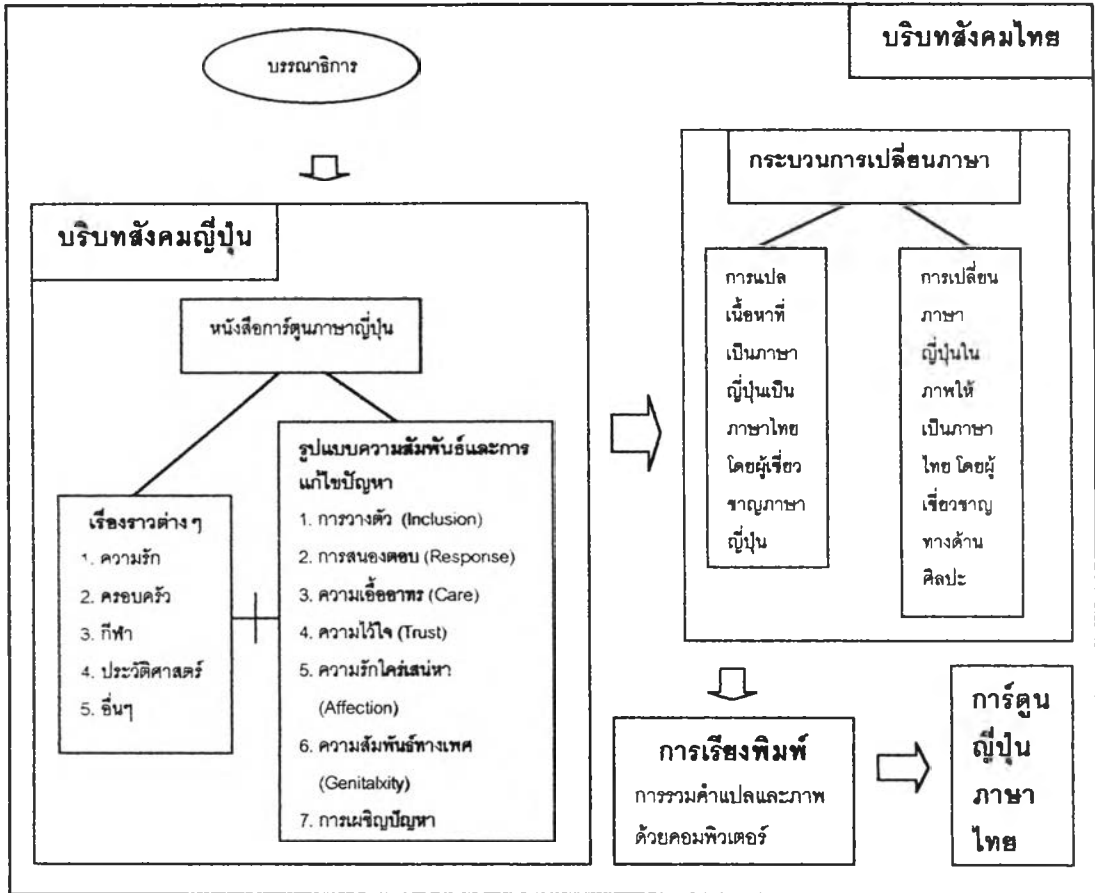 บริบทสังคมไทย
บรรณาธิการ
บริบทสังคมญี่ปุ่น
หนังสือการ์ตูนภาษาญี่ปุ่น
เรื่องราวต่างๆ
1. ความรัก
2. ครอบครัว
3. กีฬา
4. ประวัติศาสตร์
5. อื่นๆ
รูปแบบความสัมพันธ์และการ
แก้ไขปัญหา
1. การวางตัว (Inclusion)
2. การสนองตอบ (Response)
3. ความเอื้ออาทร (Care)
4. ความไว้ใจ (Trust)
5. ความรักใคร่เสน่หา
(Affection)
6. ความสัมพันธ์ทางเพศ
(Genitalxity)
7. การเผชิญปัญหา
กระบวนการเปลี่ยนภาษา
การแปล
เนื้อหาที่
เป็นภาษา
ญี่ปุ่นเป็น
ภาษาไทย
โดยผู้เชี่ยว
ชาญภาษา
ญี่ปุ่น
การเปลี่ยน
ภาษา
ญี่ปุ่นใน
ภาพให้
เป็นภาษา
ไทย โดยผู้
เชี่ยวชาญ
ทางด้าน
ศิลปะ
การเรียงพิมพ์
การรวมคำแปลและภาพ
ด้วยคอมพิวเตอร์
การ์ตูน
ญี่ปุ่น
ภาษา
ไทย